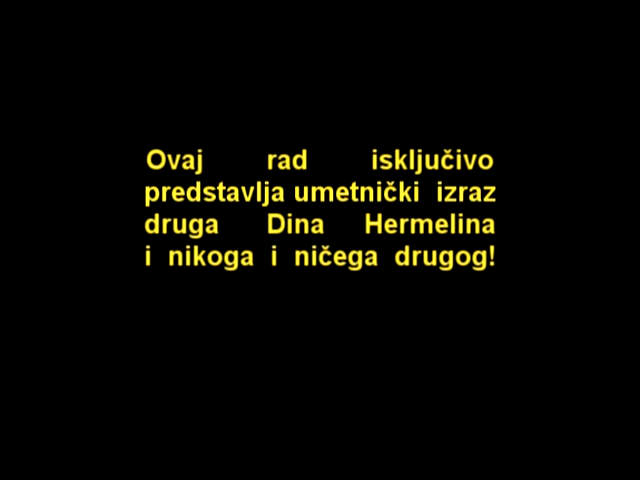 Ovaj rad isključivo
predstavlja umetnički izraz
druga Dina Hermelina
i nikoga i ničega drugog!